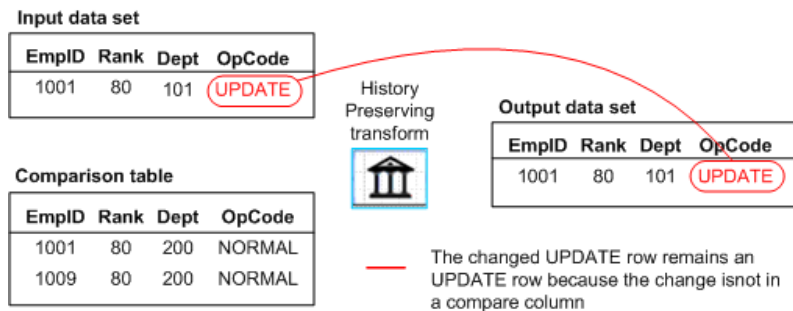 Input data set
EmpID Rank Dept OpCode
1001 80 101 UPDATE
History
Preserving
transform
Output data set
EmpID Rank Dept OpCode
1001 80 101 UPDATE
Comparison table
EmpID Rank Dept OpCode
1001 80 200 NORMAL
1009 80 200 NORMAL
The changed UPDATE row remains an
UPDATE row because the change isnot in
a compare column